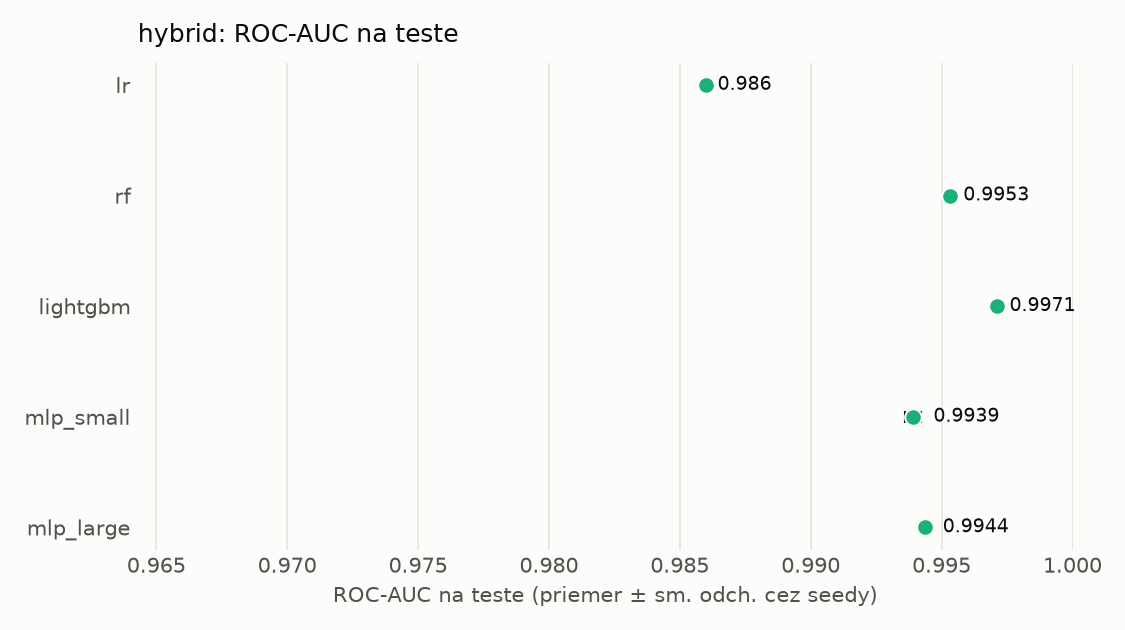 hybrid: ROC-AUC na teste
lr 0.986
rf 0.9953
lightgbm 0.9971
mlp_small 0.9939
mlp_large 0.9944
0.965 0.970 0.975 0.980 0.985 0.990 0.995 1.000
ROC-AUC na teste (priemer ± sm. odch. cez seedy)